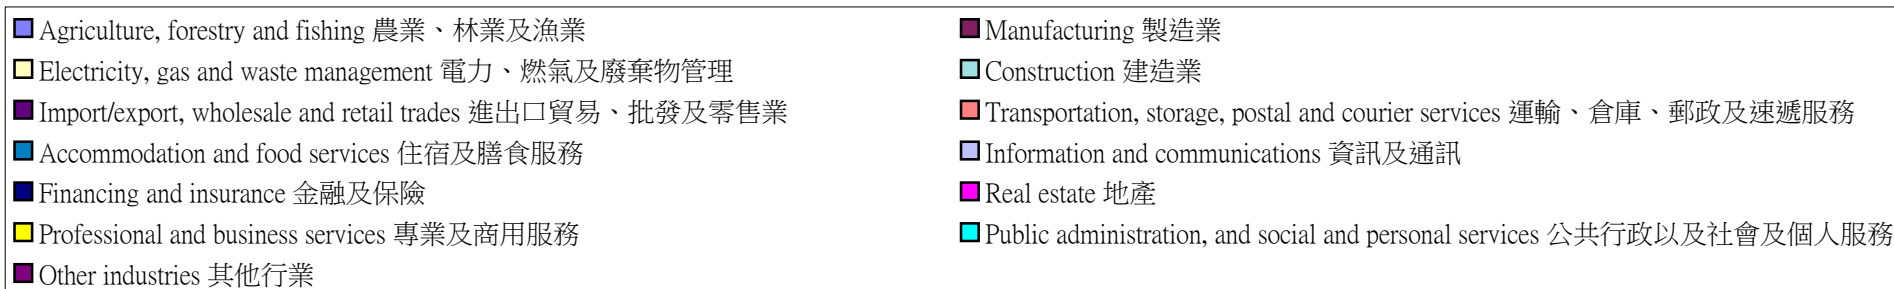 Agriculture, forestry and fishing 農業、林業及漁業
Manufacturing 製造業
Electricity, gas and waste management 電力、燃氣及廢棄物管理
Construction 建造業
Import/export, wholesale and retail trades 進出口貿易、批發及零售業
Transportation, storage, postal and courier services 運輸、倉庫、郵政及速遞服務
Accommodation and food services 住宿及膳食服務
Information and communications 資訊及通訊
Financing and insurance 金融及保險
Real estate 地產
Professional and business services 專業及商用服務
Public administration, and social and personal services 公共行政以及社會及個人服務
Other industries 其他行業